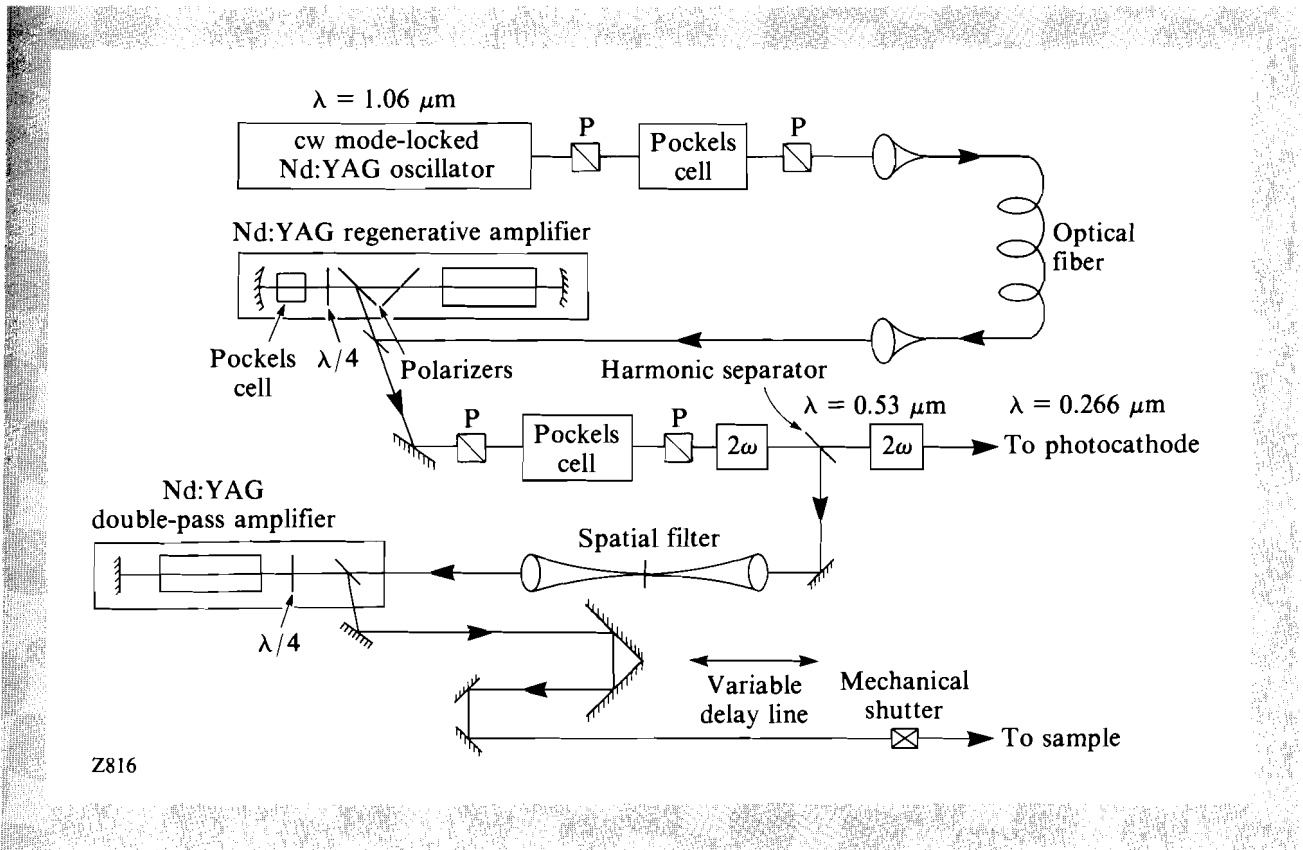 λ = 1.06 μm
cw mode-locked
Nd:YAG oscillator
P
Pockels
cell
P
Nd:YAG regenerative amplifier
Optical
fiber
Pockels
cell
λ/4
Polarizers
Harmonic separator
λ = 0.53 μm
λ = 0.266 μm
P
Pockels
cell
P
2ω
2ω
To photocathode
Nd:YAG
double-pass amplifier
Spatial filter
λ/4
Variable
delay line
Mechanical
shutter
To sample
Z816